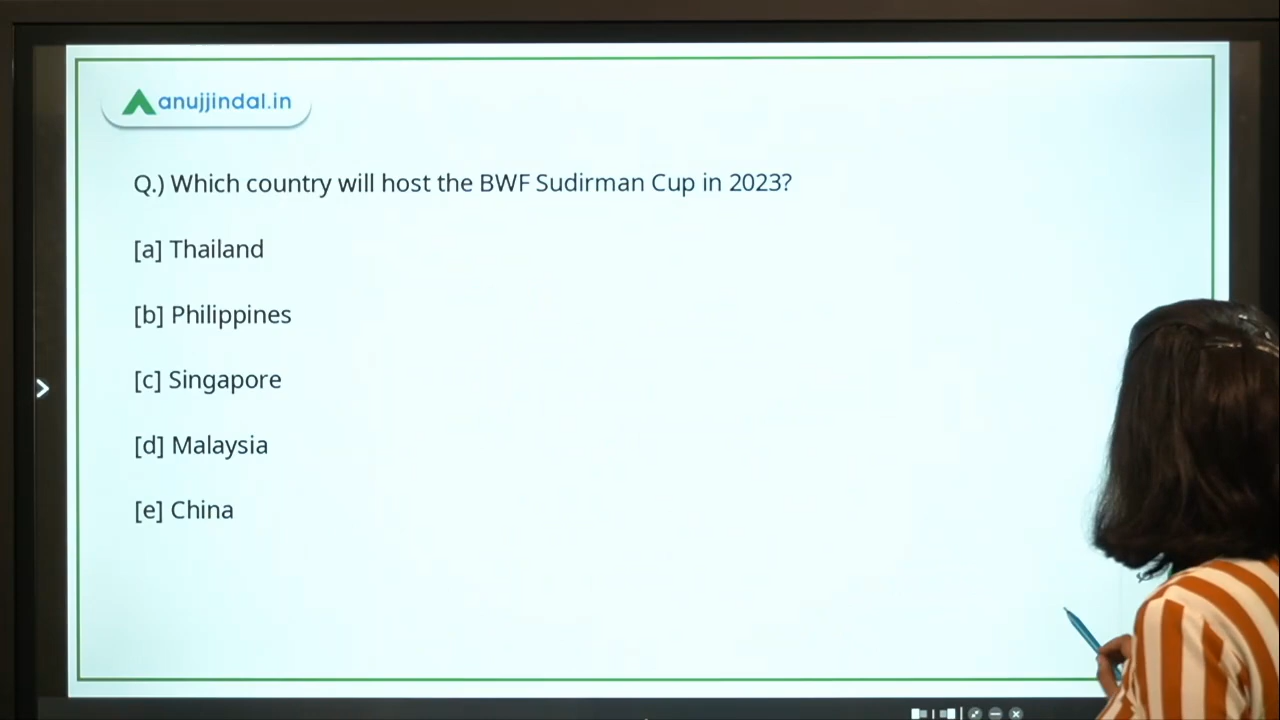 anujjindal.in
Q.) Which country will host the BWF Sudirman Cup in 2023?
[a] Thailand
[b] Philippines
[c] Singapore
[d] Malaysia
[e] China